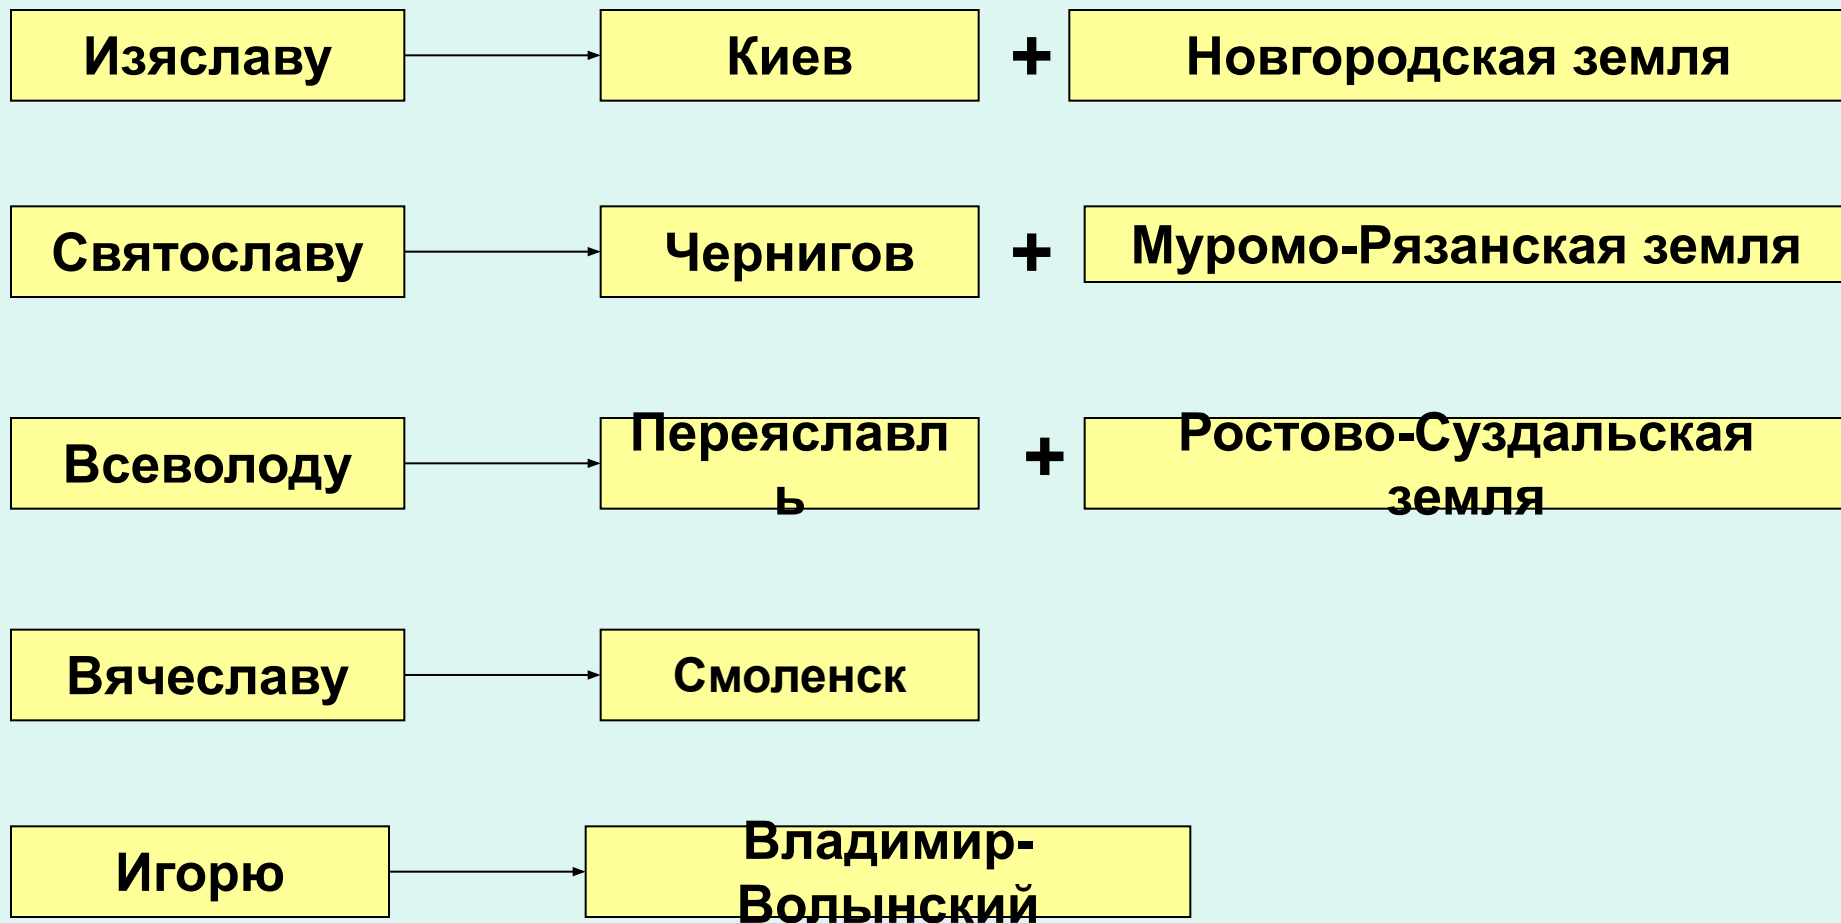 Изяславу
Киев
+
Новгородская земля
Святославу
Чернигов
+
Муромо-Рязанская земля
Всеволоду
Переяславл
ь
+
Ростово-Суздальская
земля
Вячеславу
Смоленск
Игорю
Владимир-
Волынский